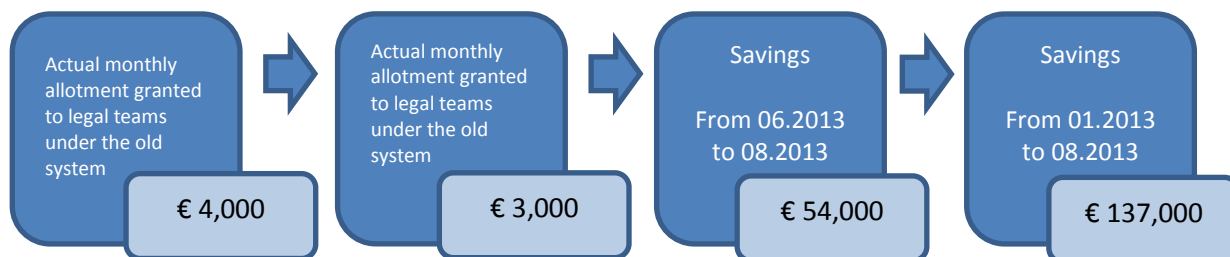 Actual monthly
allotment granted
to legal teams
under the old
system
€ 4,000
Actual monthly
allotment granted
to legal teams
under the old
system
€ 3,000
Savings
From 06.2013
to 08.2013
€ 54,000
Savings
From 01.2013
to 08.2013
€ 137,000